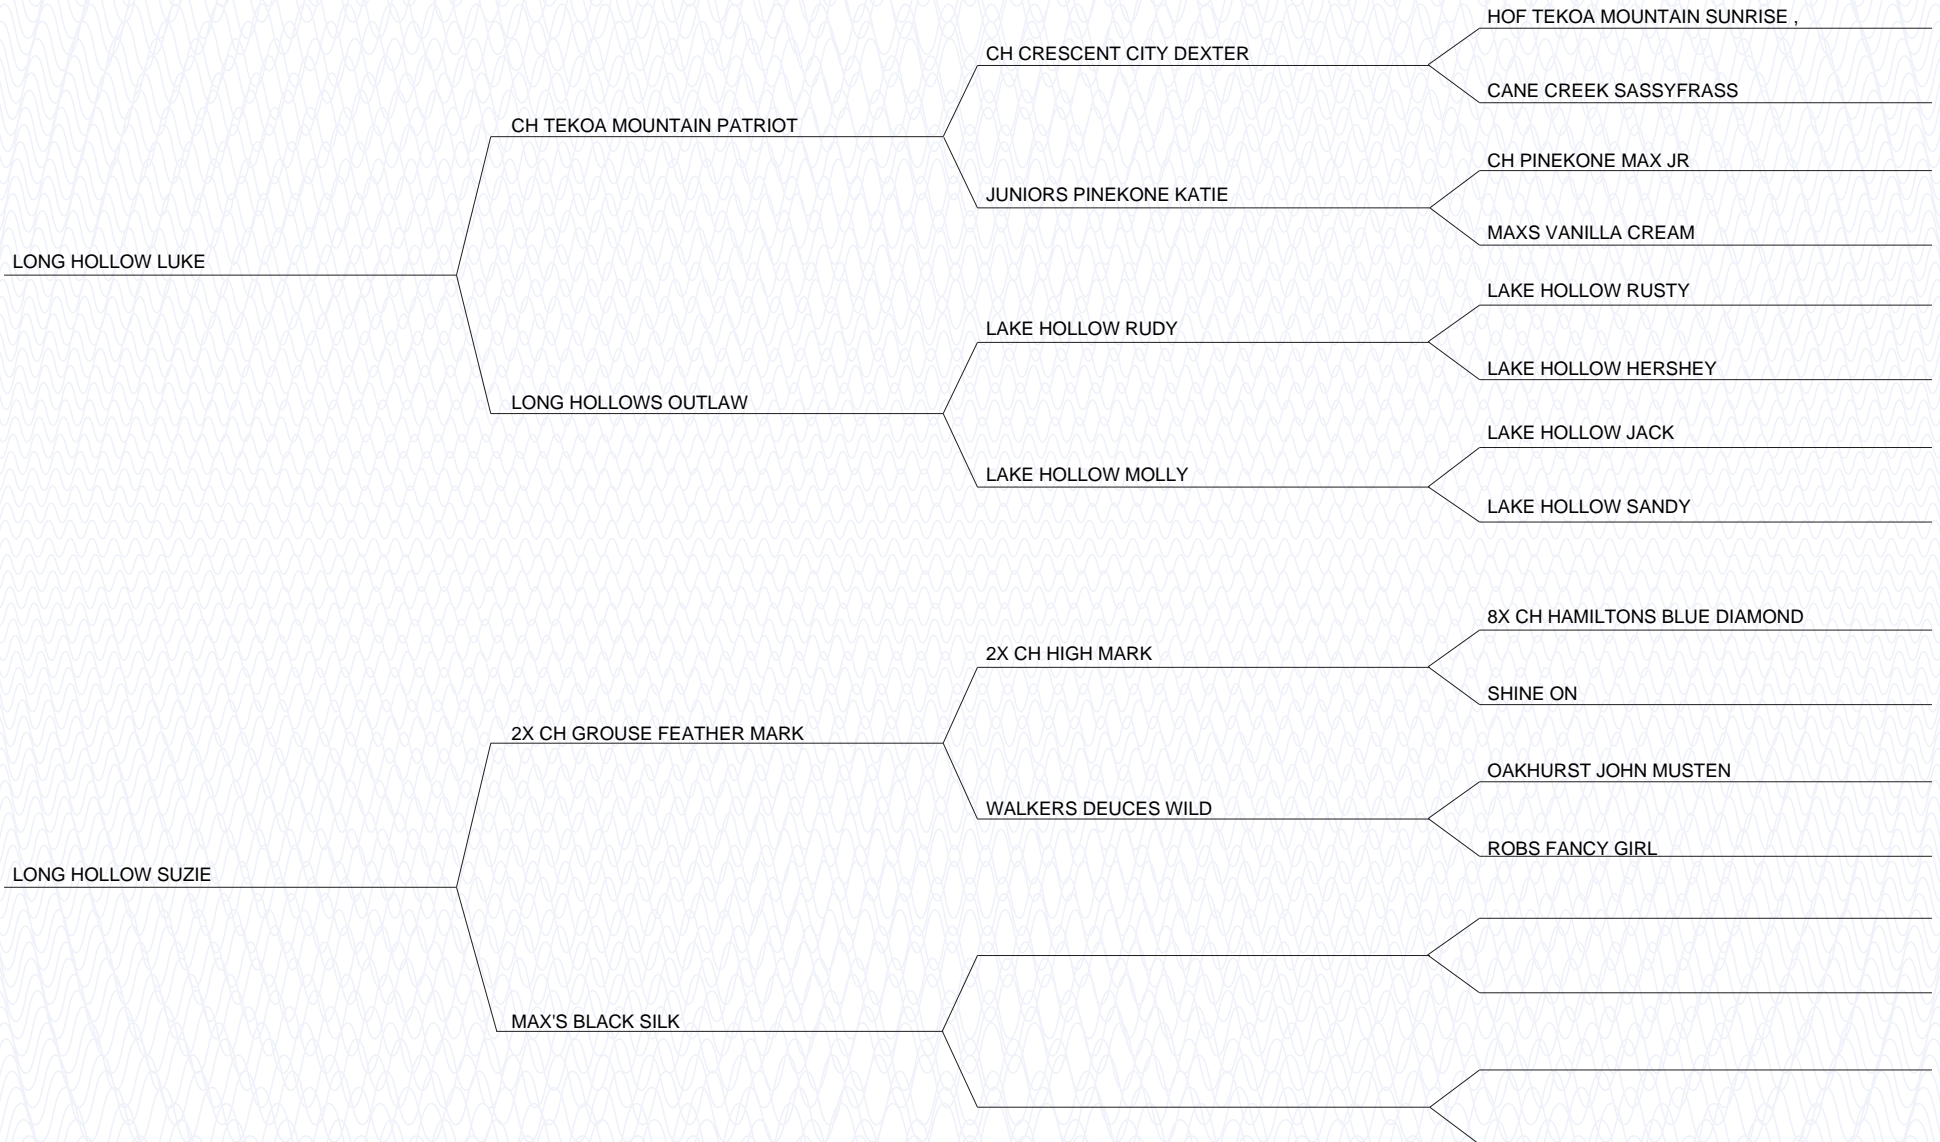 HOF TEKOA MOUNTAIN SUNRISE ,
CH CRESCENT CITY DEXTER
CANE CREEK SASSYFRASS
CH TEKOA MOUNTAIN PATRIOT
CH PINEKONE MAX JR
JUNIORS PINEKONE KATIE
MAXS VANILLA CREAM
LONG HOLLOW LUKE
LAKE HOLLOW RUSTY
LAKE HOLLOW RUDY
LAKE HOLLOW HERSHEY
LONG HOLLOWS OUTLAW
LAKE HOLLOW JACK
LAKE HOLLOW MOLLY
LAKE HOLLOW SANDY
8X CH HAMILTONS BLUE DIAMOND
2X CH HIGH MARK
SHINE ON
2X CH GROUSE FEATHER MARK
OAKHURST JOHN MUSTEN
WALKERS DEUCES WILD
ROBS FANCY GIRL
LONG HOLLOW SUZIE
MAX'S BLACK SILK